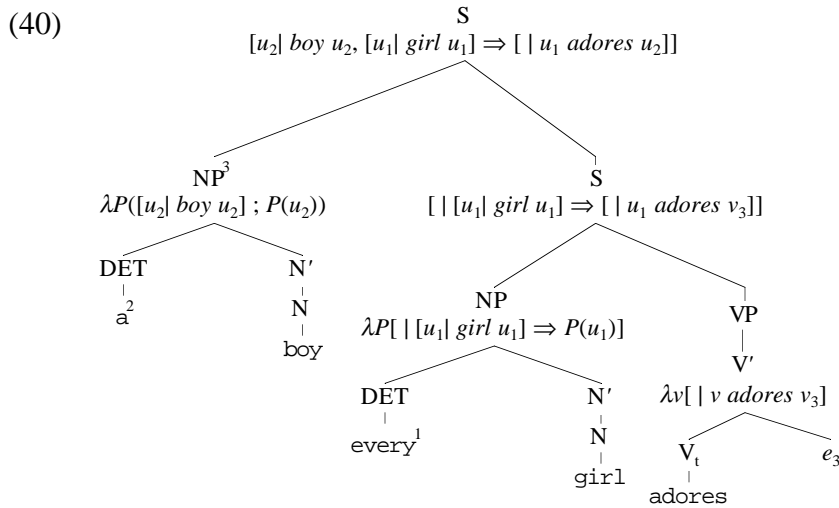 (40)
S
[u₂| boy u₂, [u₁| girl u₁] ⇒ [ | u₁ adores u₂]]
NP³ S
λP([u₂| boy u₂] ; P(u₂)) [ | [u₁| girl u₁] ⇒ [ | u₁ adores v₃]]
DET N′ NP VP
a² N λP[ | [u₁| girl u₁] ⇒ P(u₁)] V′
boy DET N′ λv[ | v adores v₃]
every¹ N Vₜ e₃
girl adores